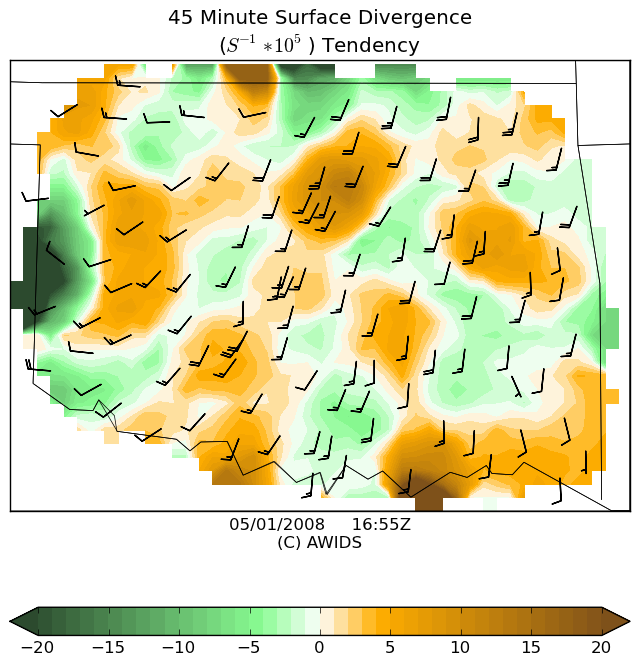 45 Minute Surface Divergence
(S⁻¹ ∗ 10⁵ ) Tendency
05/01/2008 16:55Z
(C) AWIDS
−20 −15 −10 −5 0 5 10 15 20